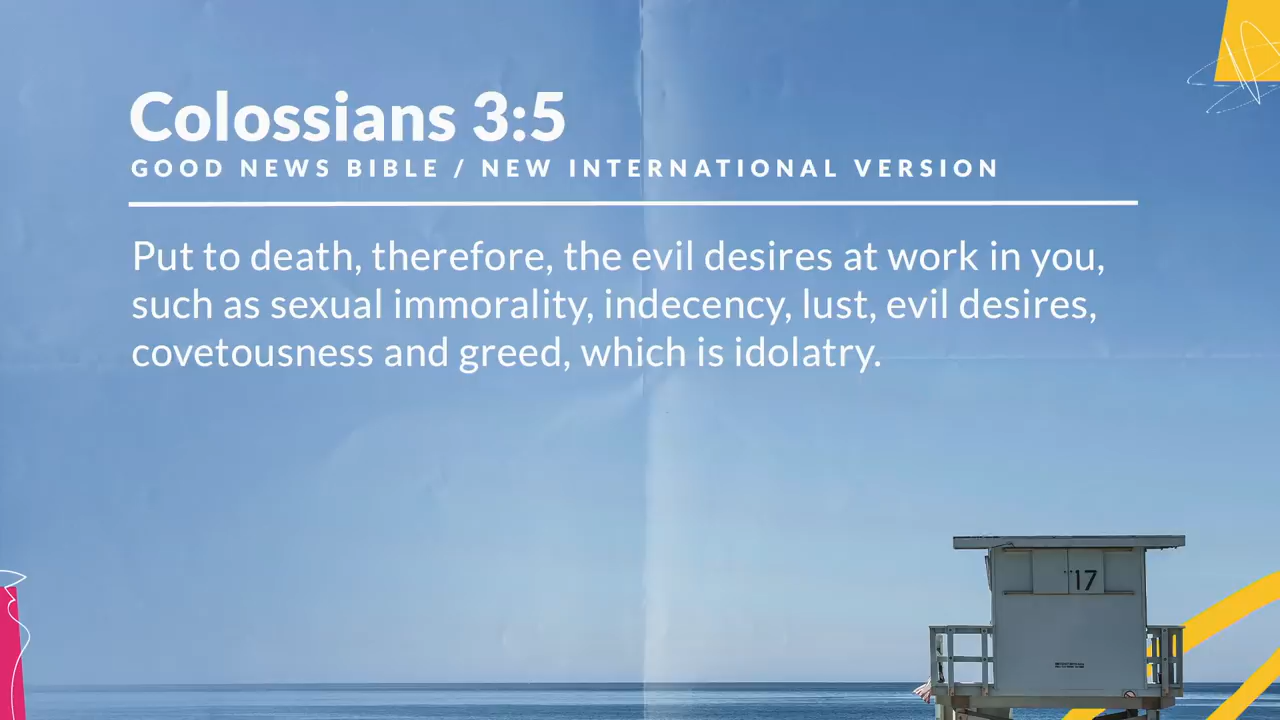 Colossians 3:5
GOOD NEWS BIBLE / NEW INTERNATIONAL VERSION
Put to death, therefore, the evil desires at work in you,
such as sexual immorality, indecency, lust, evil desires,
covetousness and greed, which is idolatry.
17